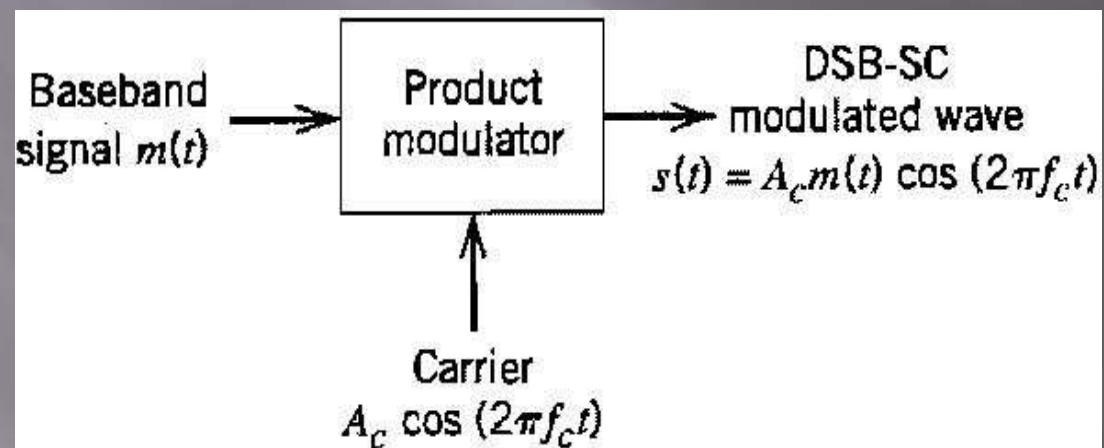 Baseband
signal m(t)
Product
modulator
DSB-SC
modulated wave
s(t) = A_c m(t) cos (2πf_c t)
Carrier
A_c cos (2πf_c t)